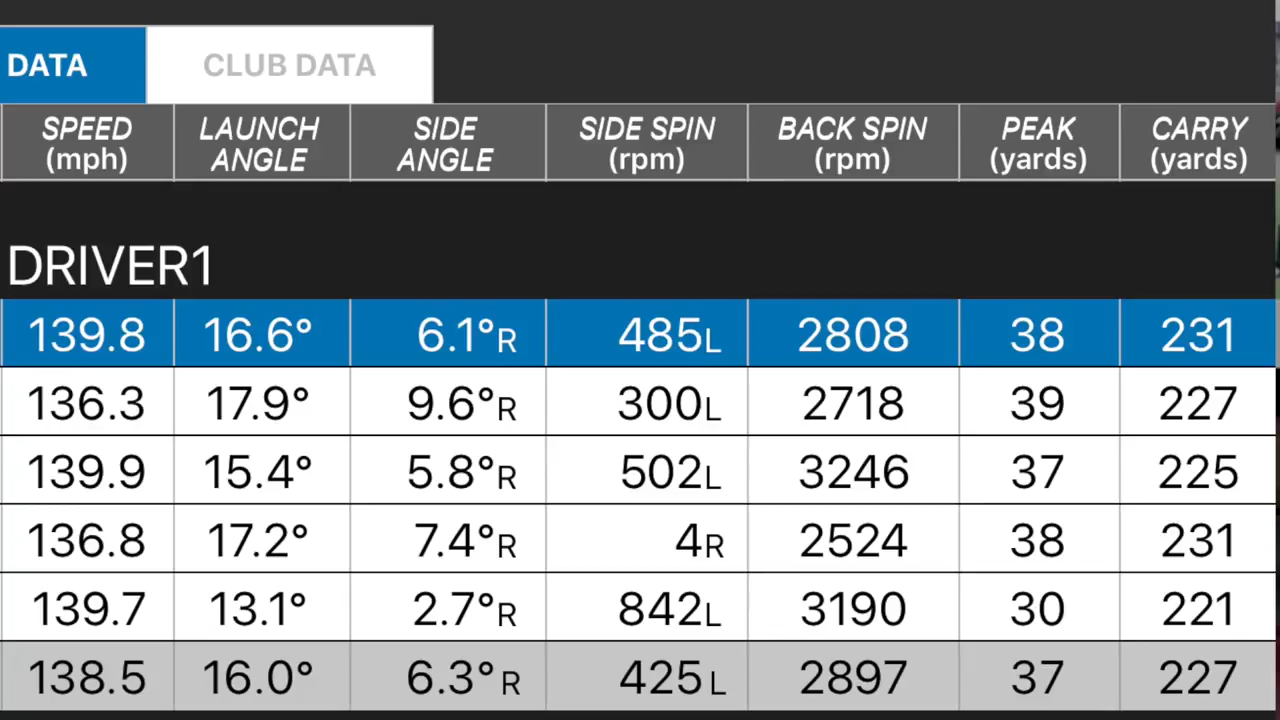 DATA CLUB DATA
SPEED (mph) LAUNCH ANGLE SIDE ANGLE SIDE SPIN (rpm) BACK SPIN (rpm) PEAK (yards) CARRY (yards)
DRIVER1
139.8 16.6° 6.1°R 485L 2808 38 231
136.3 17.9° 9.6°R 300L 2718 39 227
139.9 15.4° 5.8°R 502L 3246 37 225
136.8 17.2° 7.4°R 4R 2524 38 231
139.7 13.1° 2.7°R 842L 3190 30 221
138.5 16.0° 6.3°R 425L 2897 37 227